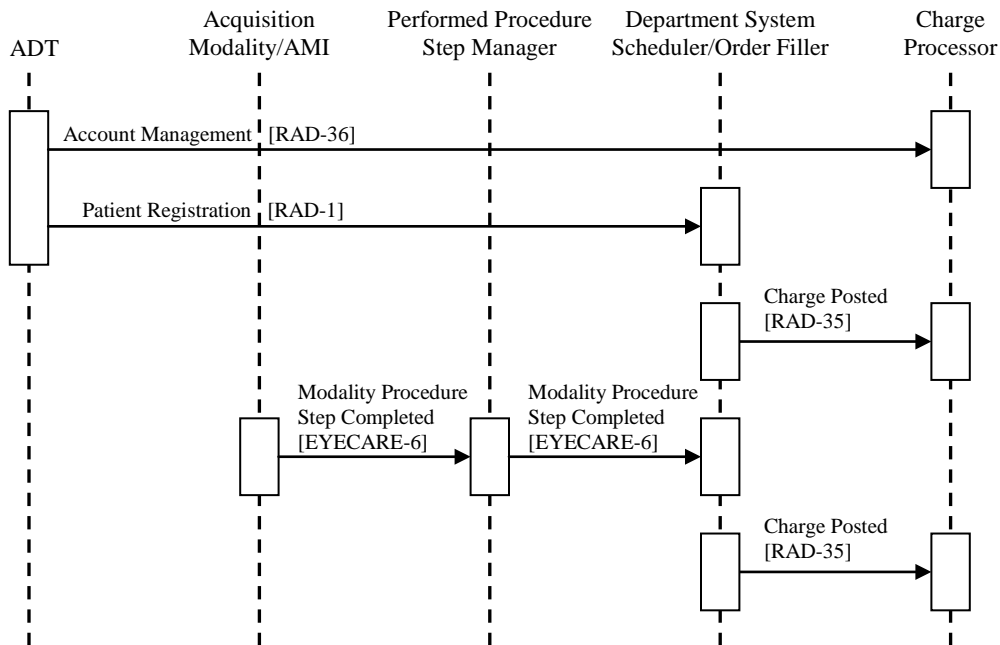 ADT
Acquisition
Modality/AMI
Performed Procedure
Step Manager
Department System
Scheduler/Order Filler
Charge
Processor
Account Management [RAD-36]
Patient Registration [RAD-1]
Charge Posted
[RAD-35]
Modality Procedure
Step Completed
[EYECARE-6]
Modality Procedure
Step Completed
[EYECARE-6]
Charge Posted
[RAD-35]